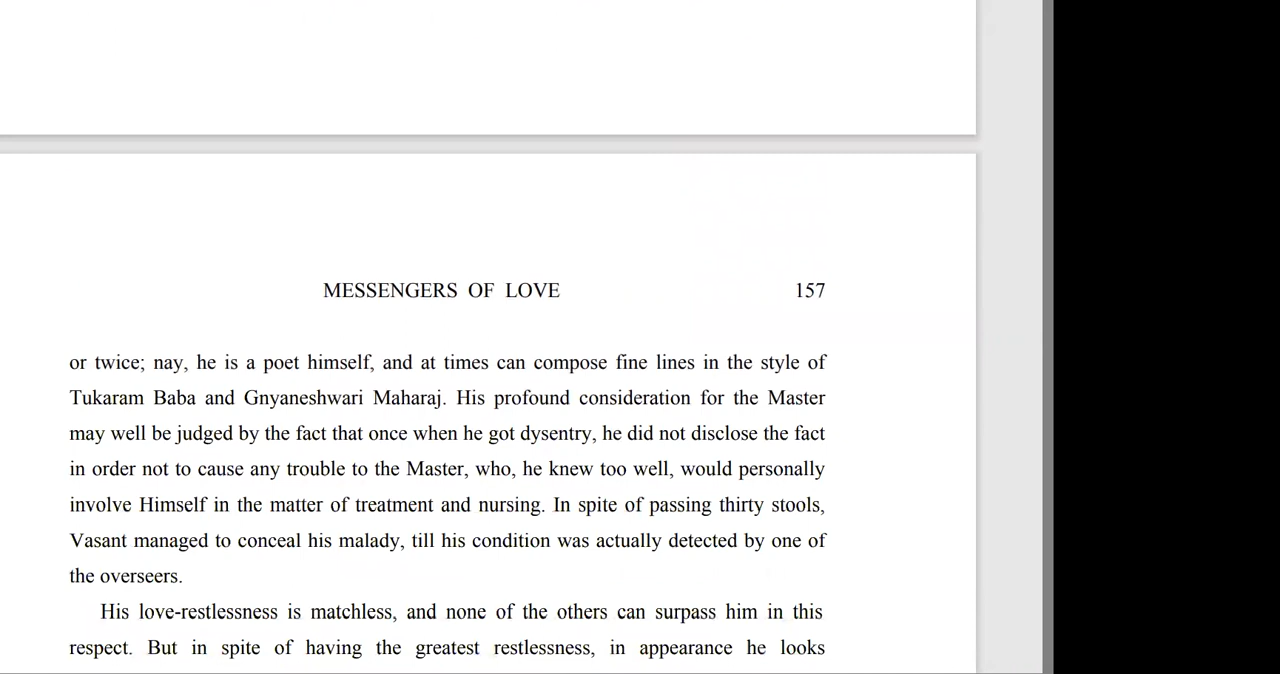 MESSENGERS OF LOVE 157
or twice; nay, he is a poet himself, and at times can compose fine lines in the style of
Tukaram Baba and Gnyaneshwari Maharaj. His profound consideration for the Master
may well be judged by the fact that once when he got dysentry, he did not disclose the fact
in order not to cause any trouble to the Master, who, he knew too well, would personally
involve Himself in the matter of treatment and nursing. In spite of passing thirty stools,
Vasant managed to conceal his malady, till his condition was actually detected by one of
the overseers.
His love-restlessness is matchless, and none of the others can surpass him in this
respect. But in spite of having the greatest restlessness, in appearance he looks